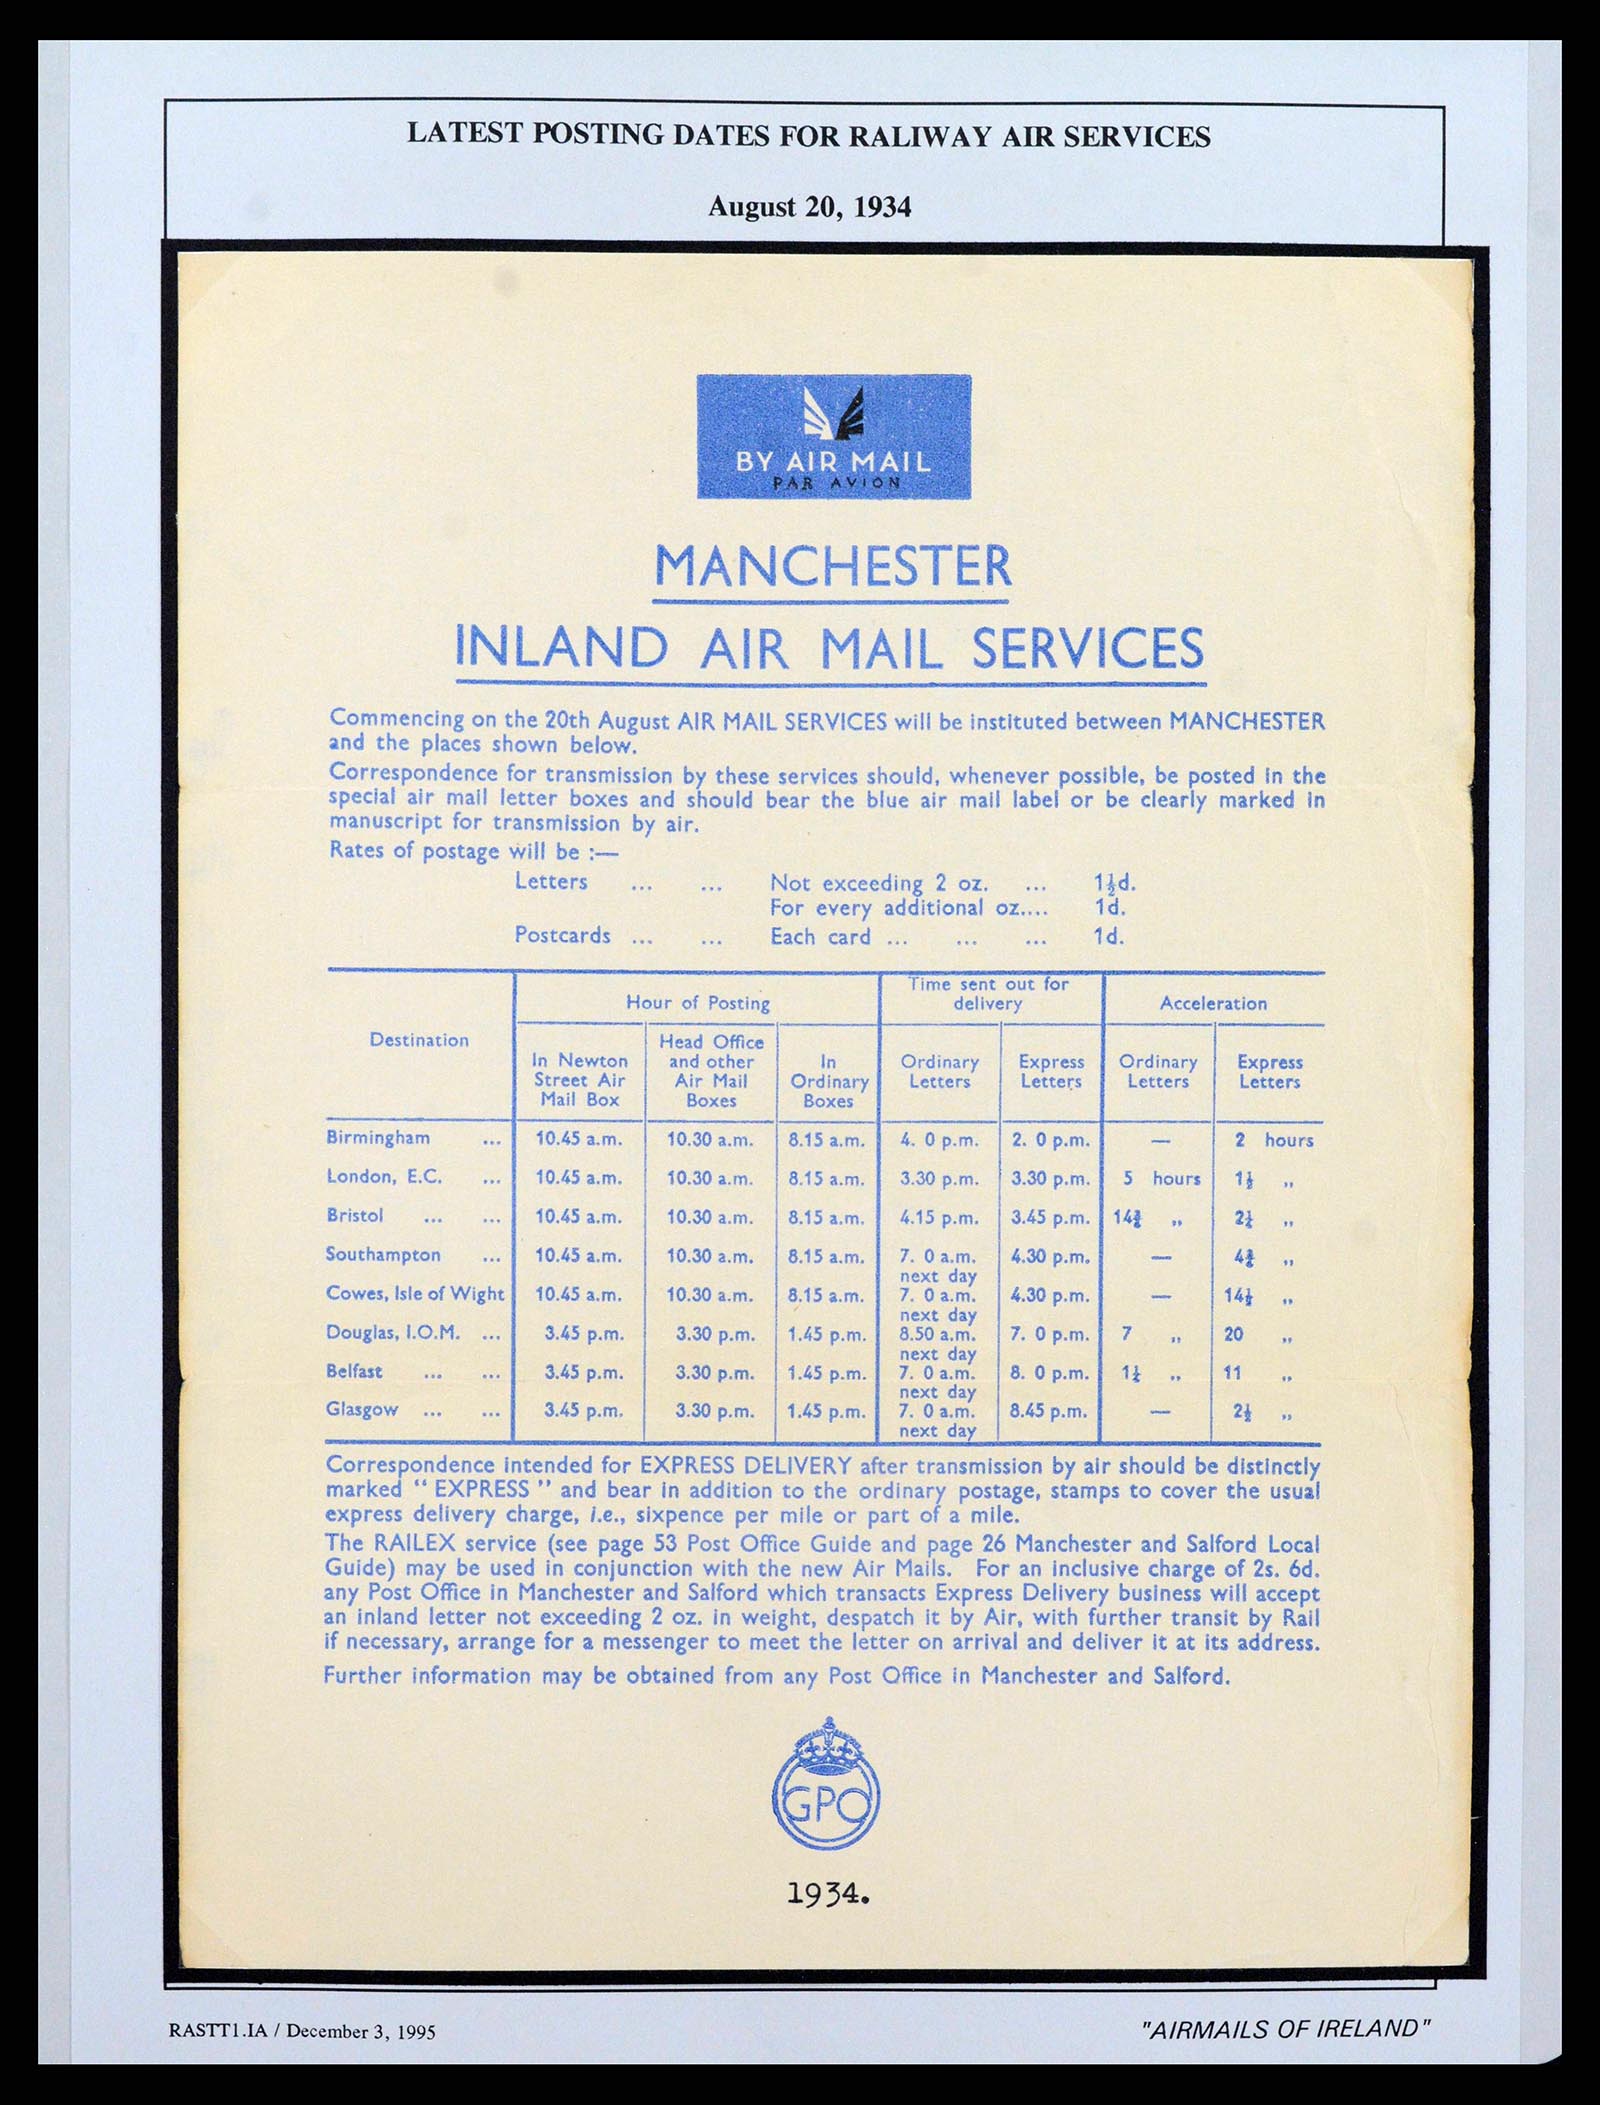 LATEST POSTING DATES FOR RALIWAY AIR SERVICES
August 20, 1934
BY AIR MAIL
PAR AVION
MANCHESTER
INLAND AIR MAIL SERVICES
Commencing on the 20th August AIR MAIL SERVICES will be instituted between MANCHESTER
and the places shown below.
Correspondence for transmission by these services should, whenever possible, be posted in the
special air mail letter boxes and should bear the blue air mail label or be clearly marked in
manuscript for transmission by air.
Rates of postage will be :—
Letters ... ... Not exceeding 2 oz. ... 1½d.
For every additional oz.... 1d.
Postcards ... ... Each card ... ... ... 1d.
Destination
Hour of Posting
Time sent out for
delivery
Acceleration
In Newton
Street Air
Mail Box
Head Office
and other
Air Mail
Boxes
In
Ordinary
Boxes
Ordinary
Letters
Express
Letters
Ordinary
Letters
Express
Letters
Birmingham ... 10.45 a.m. 10.30 a.m. 8.15 a.m. 4. 0 p.m. 2. 0 p.m. — 2 hours
London, E.C. ... 10.45 a.m. 10.30 a.m. 8.15 a.m. 3.30 p.m. 3.30 p.m. 5 hours 1½ ,,
Bristol ... ... 10.45 a.m. 10.30 a.m. 8.15 a.m. 4.15 p.m. 3.45 p.m. 14¾ ,, 2½ ,,
Southampton ... 10.45 a.m. 10.30 a.m. 8.15 a.m. 7. 0 a.m. 4.30 p.m. — 4¾ ,,
next day
Cowes, Isle of Wight 10.45 a.m. 10.30 a.m. 8.15 a.m. 7. 0 a.m. 4.30 p.m. — 14½ ,,
next day
Douglas, I.O.M. ... 3.45 p.m. 3.30 p.m. 1.45 p.m. 8.50 a.m. 7. 0 p.m. 7 ,, 20 ,,
next day
Belfast ... ... 3.45 p.m. 3.30 p.m. 1.45 p.m. 7. 0 a.m. 8. 0 p.m. ,, 11 ,,
next day
Glasgow ... ... 3.45 p.m. 3.30 p.m. 1.45 p.m. 7. 0 a.m. 8.45 p.m. — 2½ ,,
next day
Correspondence intended for EXPRESS DELIVERY after transmission by air should be distinctly
marked " EXPRESS " and bear in addition to the ordinary postage, stamps to cover the usual
express delivery charge, i.e., sixpence per mile or part of a mile.
The RAILEX service (see page 53 Post Office Guide and page 26 Manchester and Salford Local
Guide) may be used in conjunction with the new Air Mails. For an inclusive charge of 2s. 6d.
any Post Office in Manchester and Salford which transacts Express Delivery business will accept
an inland letter not exceeding 2 oz. in weight, despatch it by Air, with further transit by Rail
if necessary, arrange for a messenger to meet the letter on arrival and deliver it at its address.
Further information may be obtained from any Post Office in Manchester and Salford.
GPO
1934.
RASTT1.IA / December 3, 1995
"AIRMAILS OF IRELAND"